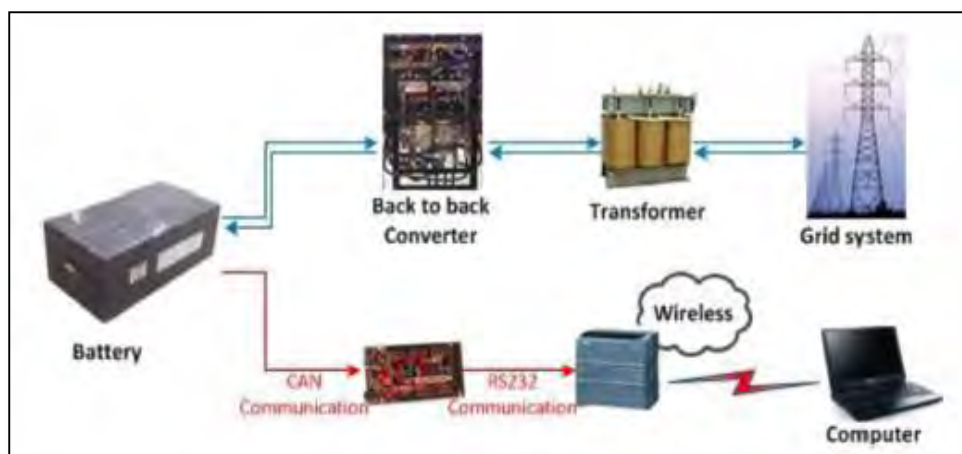 Back to back
Converter
Transformer
Grid system
Battery
Wireless
CAN
Communication
RS232
Communication
Computer